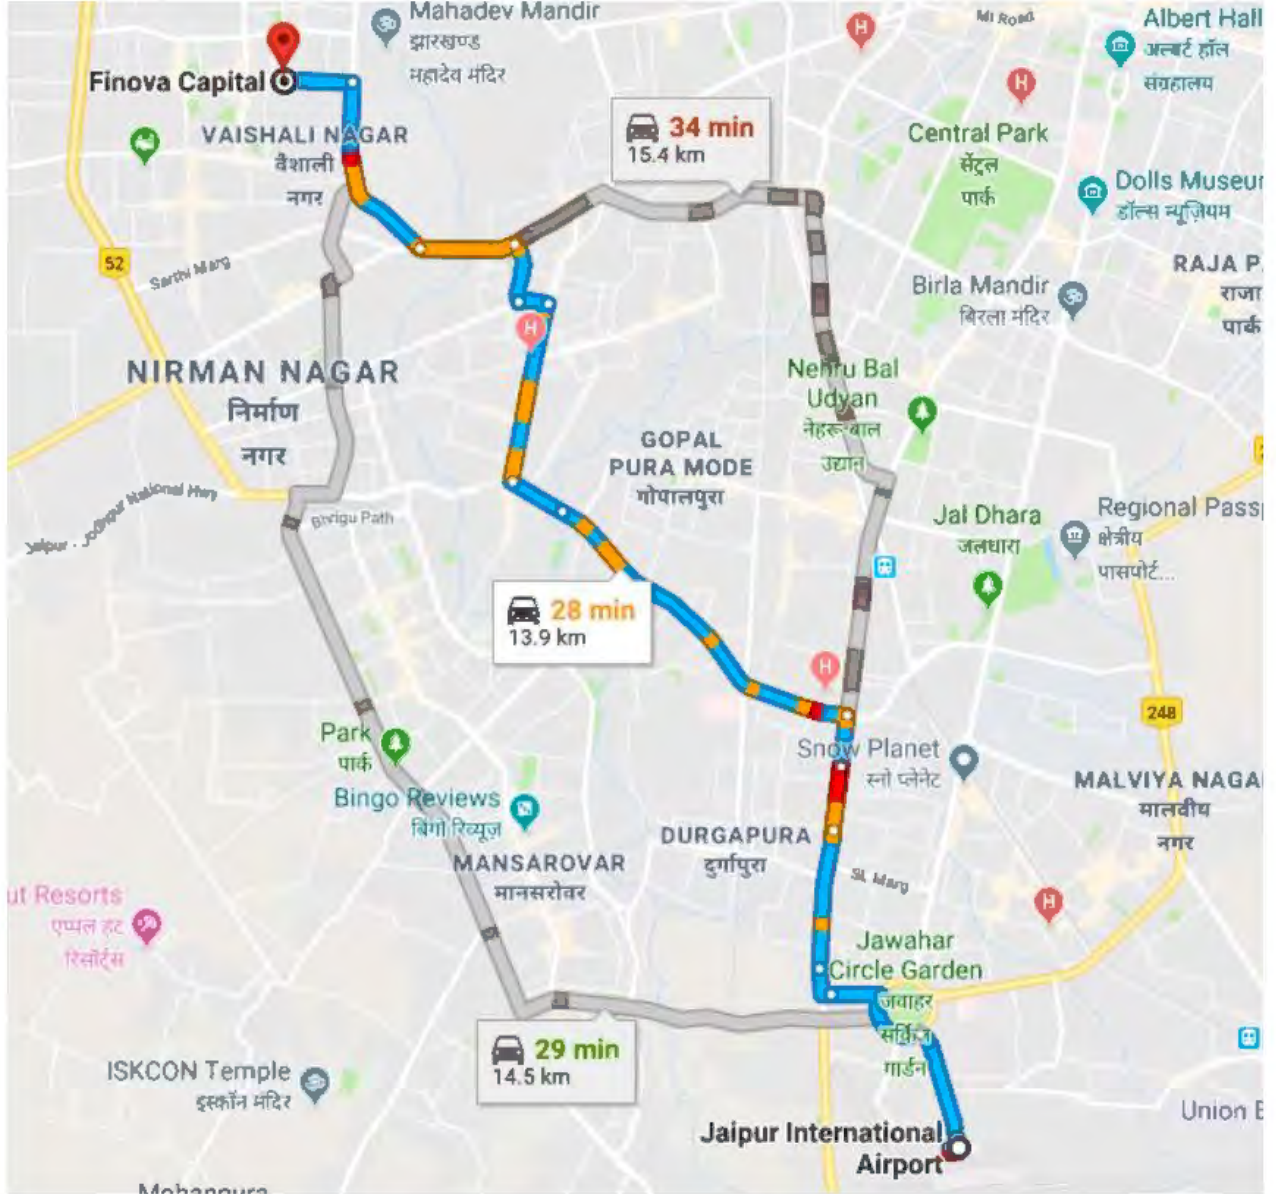 Mahadev Mandir
झारखण्ड
महादेव मंदिर
MI Road
Albert Hall
अल्बर्ट हॉल
संग्रहालय
Finova Capital
VAISHALI NAGAR
वैशाली
नगर
34 min
15.4 km
Central Park
सेंट्रल
पार्क
Dolls Museu
डॉल्स म्यूज़ियम
52
Sarthi Marg
RAJA P
राजा
पार्क
Birla Mandir
बिरला मंदिर
NIRMAN NAGAR
निर्माण
नगर
Nehru Bal
Udyan
नेहरू बाल
उद्यान
GOPAL
PURA MODE
गोपालपुरा
Jaipur - Jodhpur National Hwy
Bhrigu Path
Jal Dhara
जलधारा
Regional Passp
क्षेत्रीय
पासपोर्ट...
28 min
13.9 km
H
248
Park
पार्क
Snow Planet
स्नो प्लेनेट
MALVIYA NAGA
मालवीय
नगर
Bingo Reviews
बिंगो रिव्यूज़
DURGAPURA
दुर्गापुरा
MANSAROVAR
मानसरोवर
SL Marg
ut Resorts
एप्पल हट
रिसॉर्ट्स
Jawahar
Circle Garden
जवाहर
सर्किल
गार्डन
29 min
14.5 km
ISKCON Temple
इस्कॉन मंदिर
Jaipur International
Airport
Union B
Mohanpura